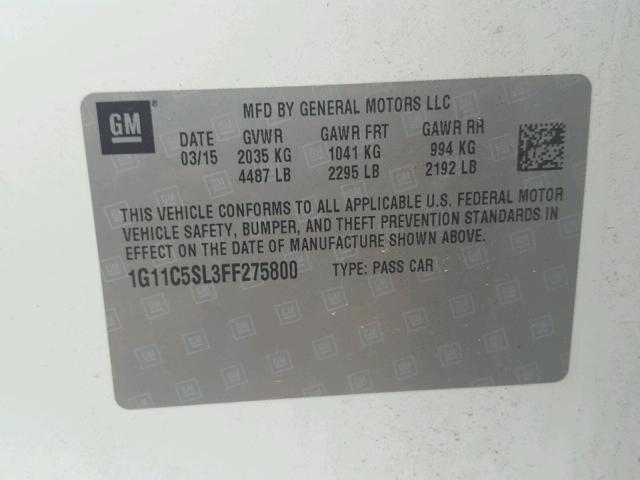 GM
MFD BY GENERAL MOTORS LLC
DATE GVWR GAWR FRT GAWR RR
03/15 2035 KG 1041 KG 994 KG
4487 LB 2295 LB 2192 LB
THIS VEHICLE CONFORMS TO ALL APPLICABLE U.S. FEDERAL MOTOR
VEHICLE SAFETY, BUMPER, AND THEFT PREVENTION STANDARDS IN
EFFECT ON THE DATE OF MANUFACTURE SHOWN ABOVE.
1G11C5SL3FF275800 TYPE: PASS CAR